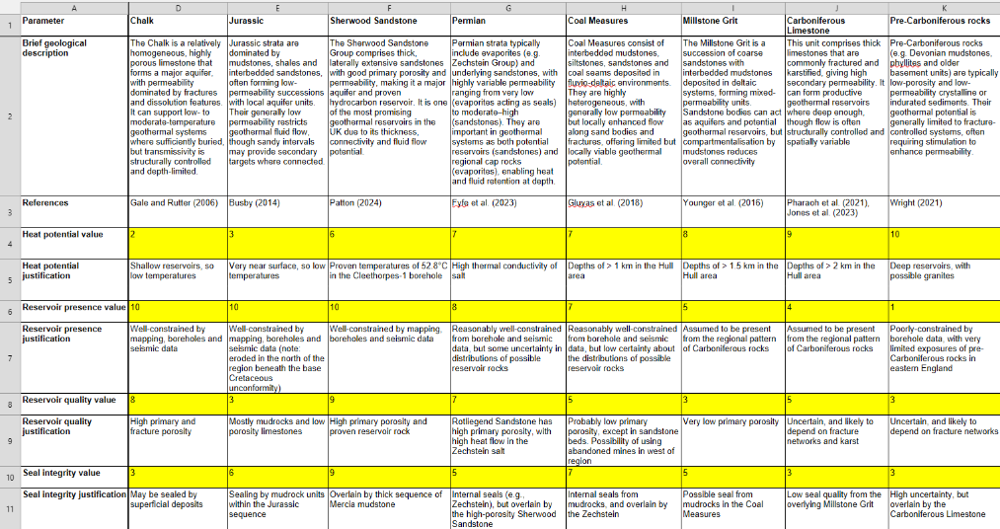 A D E F G H I J K
1 Parameter Chalk Jurassic Sherwood Sandstone Permian Coal Measures Millstone Grit Carboniferous
Limestone Pre-Carboniferous rocks
2 Brief geological
description
The Chalk is a relatively
homogeneous, highly
porous limestone that
forms a major aquifer,
with permeability
dominated by fractures
and dissolution features.
It can support low- to
moderate-temperature
geothermal systems
where sufficiently buried,
but transmissivity is
structurally controlled
and depth-limited.
Jurassic strata are
dominated by
mudstones, shales and
interbedded sandstones,
often forming low-
permeability successions
with local aquifer units.
Their generally low
permeability restricts
geothermal fluid flow,
though sandy intervals
may provide secondary
targets where connected.
The Sherwood Sandstone
Group comprises thick,
laterally extensive sandstones
with good primary porosity and
permeability, making it a major
aquifer and proven
hydrocarbon reservoir. It is one
of the most promising
geothermal reservoirs in the
UK due to its thickness,
connectivity and fluid flow
potential.
Permian strata typically
include evaporites (e.g.
Zechstein Group) and
underlying sandstones, with
highly variable permeability
ranging from very low
(evaporites acting as seals)
to moderate–high
(sandstones). They are
important in geothermal
systems as both potential
reservoirs (sandstones) and
regional cap rocks
(evaporites), enabling heat
and fluid retention at depth.
Coal Measures consist of
interbedded mudstones,
siltstones, sandstones and
coal seams deposited in
fluvio-deltaic environments.
They are highly
heterogeneous, with
generally low permeability
but locally enhanced flow
along sand bodies and
fractures, offering limited but
locally viable geothermal
potential.
The Millstone Grit is a
succession of coarse
sandstones with
interbedded mudstones
deposited in deltaic
systems, forming mixed-
permeability units.
Sandstone bodies can act
as aquifers and potential
geothermal reservoirs, but
compartmentalisation by
mudstones reduces
overall connectivity.
This unit comprises thick
limestones that are
commonly fractured and
karstified, giving high
secondary permeability. It
can form productive
geothermal reservoirs
where deep enough,
though flow is often
structurally controlled and
spatially variable
Pre-Carboniferous rocks
(e.g. Devonian mudstones,
phyllites and older
basement units) are typically
low-porosity and low-
permeability crystalline or
indurated sediments. Their
geothermal potential is
generally limited to fracture-
controlled systems, often
requiring stimulation to
enhance permeability.
3 References Gale and Rutter (2006) Busby (2014) Patton (2024) Fyfe et al. (2023) Gluyas et al. (2018) Younger et al. (2016) Pharaoh et al. (2021),
Jones et al. (2023) Wright (2021)
4 Heat potential value 2 3 6 7 7 8 9 10
5 Heat potential
justification
Shallow reservoirs, so
low temperatures
Very near surface, so low
temperatures
Proven temperatures of 52.8°C
in the Cleethorpes-1 borehole
High thermal conductivity of
salt
Depths of > 1 km in the Hull
area
Depths of > 1.5 km in the
Hull area
Depths of > 2 km in the
Hull area
Deep reservoirs, with
possible granites
6 Reservoir presence value 10 10 10 8 7 5 4 1
7 Reservoir presence
justification
Well-constrained by
mapping, boreholes and
seismic data
Well-constrained by
mapping, boreholes and
seismic data (note:
eroded in the north of the
region beneath the base
Cretaceous
unconformity)
Well-constrained by mapping,
boreholes and seismic data
Reasonably well-constrained
from borehole and seismic
data, but some uncertainty in
distributions of possible
reservoir rocks
Reasonably well-constrained
from borehole and seismic
data, but low certainty about
the distributions of possible
reservoir rocks
Assumed to be present
from the regional pattern
of Carboniferous rocks
Assumed to be present
from the regional pattern
of Carboniferous rocks
Poorly-constrained by
borehole data, with very
limited exposures of pre-
Carboniferous rocks in
eastern England
8 Reservoir quality value 8 3 9 7 5 3 5 3
9 Reservoir quality
justification
High primary and
fracture porosity
Mostly mudrocks and low
porosity limestones
High primary porosity and
proven reservoir rock
Rotliegend Sandstone has
high primary porosity, with
high heat flow in the
Zechstein salt
Probably low primary
porosity, except in sandstone
beds. Possibility of using
abandoned mines in west of
region
Very low primary porosity
Uncertain, and likely to
depend on fracture
networks and karst
Uncertain, and likely to
depend on fracture networks
10 Seal integrity value 3 6 9 5 7 5 3 3
11 Seal integrity justification
May be sealed by
superficial deposits
Sealing by mudrock units
within the Jurassic
sequence
Overlain by thick sequence of
Mercia mudstone
Internal seals (e.g.,
Zechstein), but overlain by
the high-porosity Sherwood
Sandstone
Internal seals from
mudrocks, and overlain by
the Zechstein
Possible seal from
mudrocks in the Coal
Measures
Low seal quality from the
overlying Millstone Grit
High uncertainty, but
overlain by the
Carboniferous Limestone